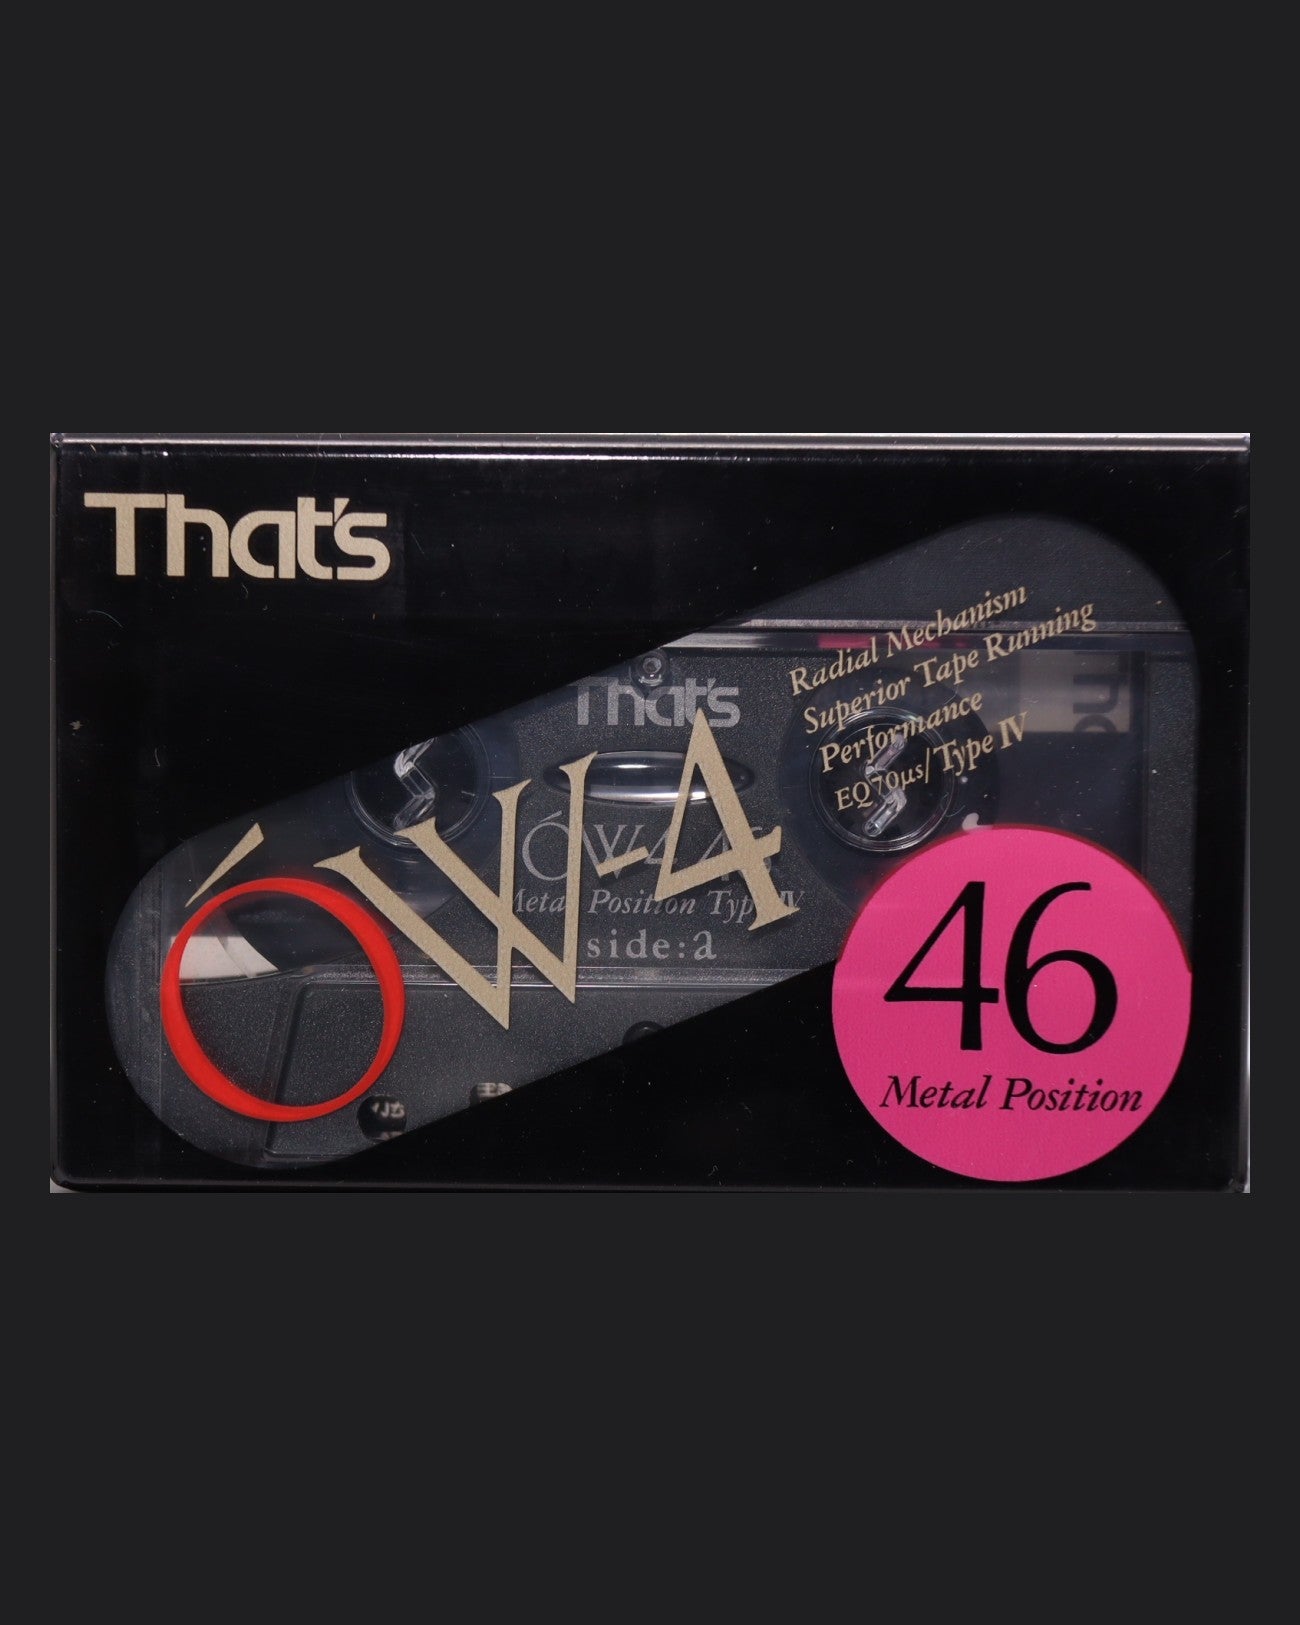 That's
Radial Mechanism
Superior Tape Running
Performance
EQ70μs/Type IV
ÓW-4
That's
ÓW-4 46
Metal Position Type IV
side:a
46
Metal Position